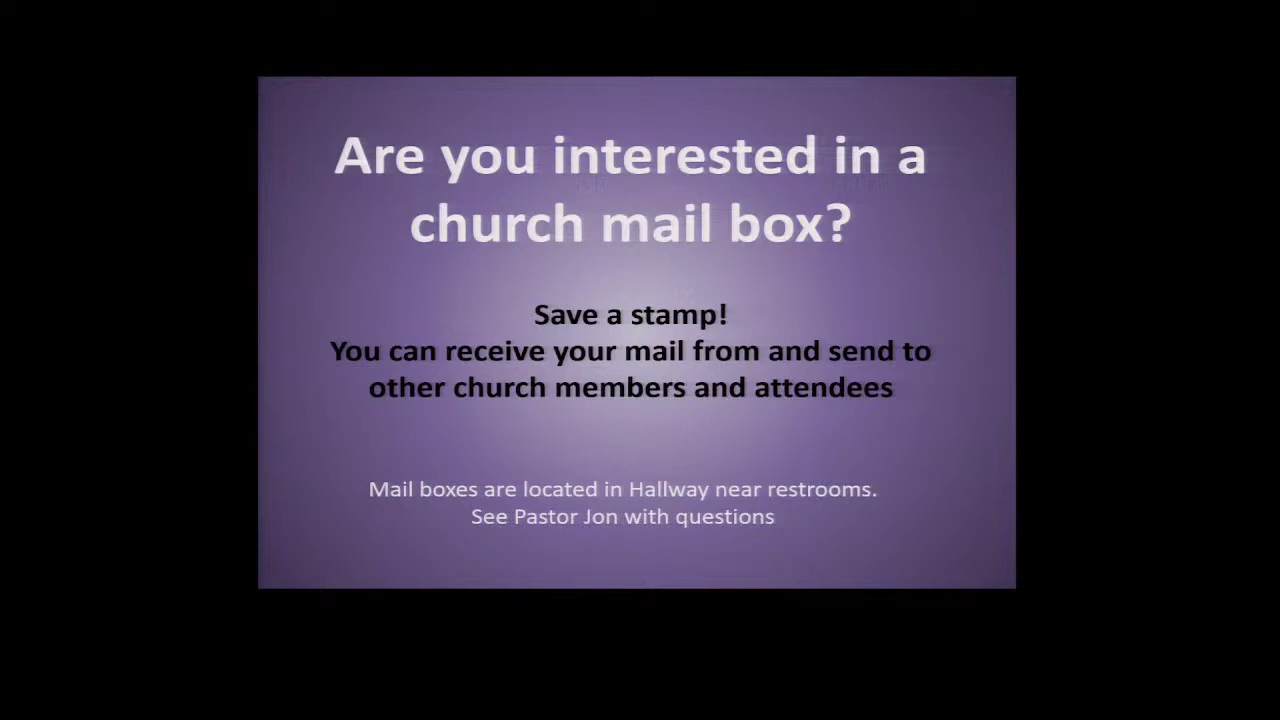 Are you interested in a
church mail box?
Save a stamp!
You can receive your mail from and send to
other church members and attendees
Mail boxes are located in Hallway near restrooms.
See Pastor Jon with questions